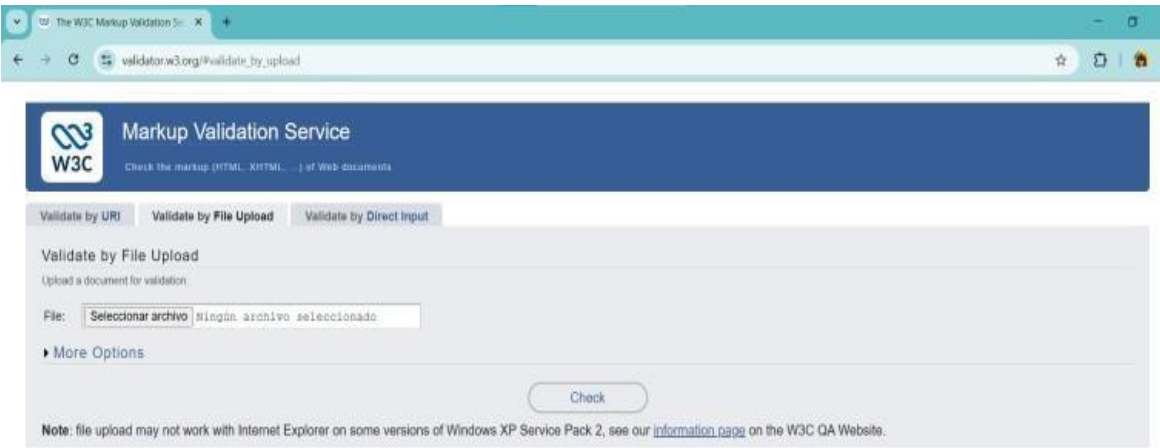 The W3C Markup Validation Se
validator.w3.org/#validate_by_upload
W3C
Markup Validation Service
Check the markup (HTML, XHTML, ...) of Web documents
Validate by URI Validate by File Upload Validate by Direct Input
Validate by File Upload
Upload a document for validation.
File: Seleccionar archivo Ningún archivo seleccionado
More Options
Check
Note: file upload may not work with Internet Explorer on some versions of Windows XP Service Pack 2, see our information page on the W3C QA Website.